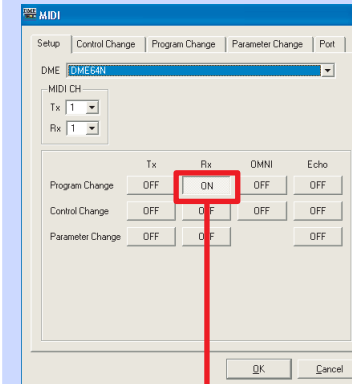 MIDI
Setup Control Change Program Change Parameter Change Port
DME DME64N
MIDI CH
Tx 1
Rx 1
Tx Rx OMNI Echo
Program Change OFF ON OFF OFF
Control Change OFF OFF OFF OFF
Parameter Change OFF OFF OFF
OK Cancel